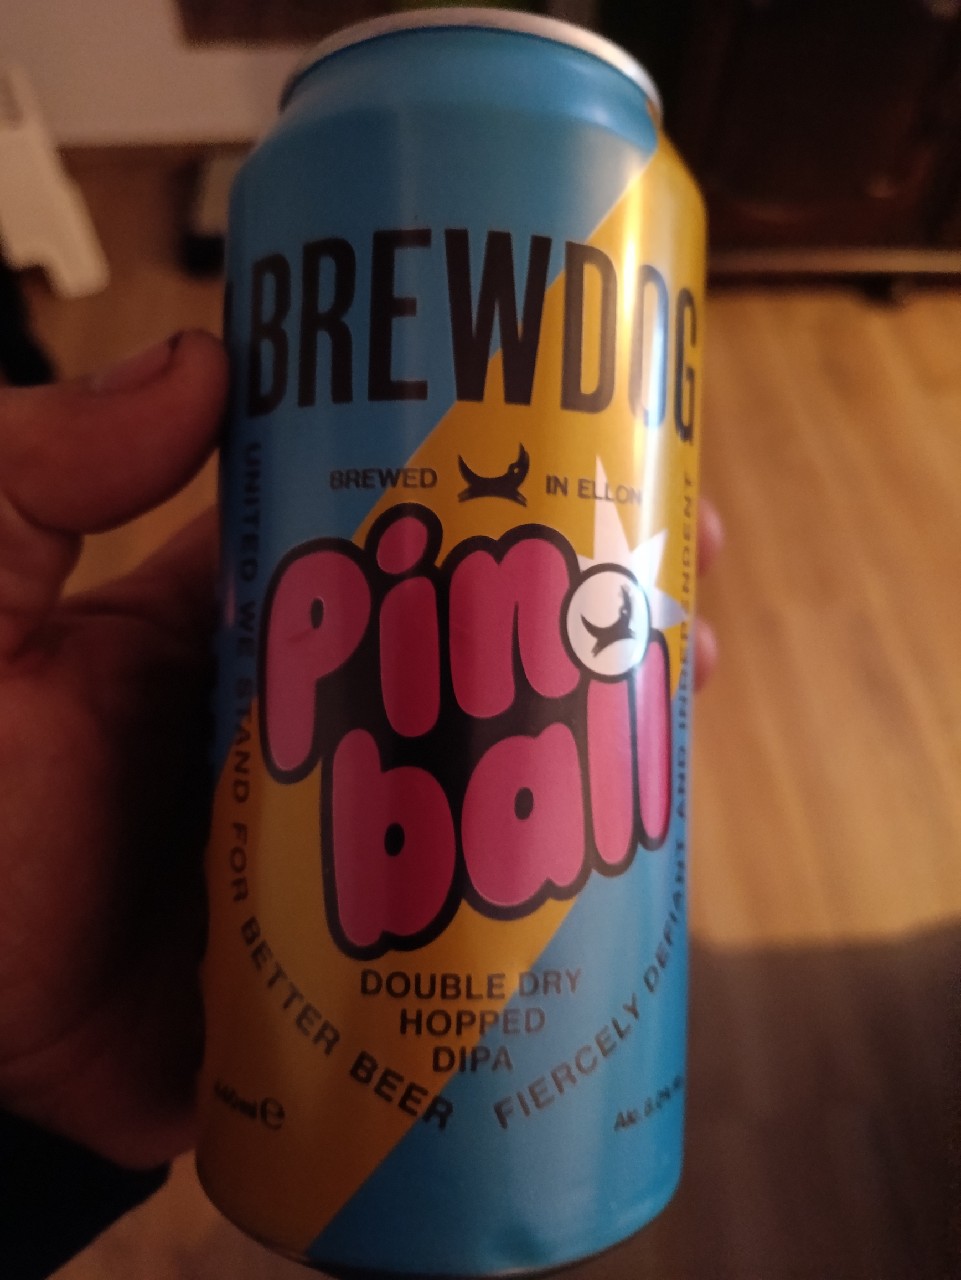 BREWDOG
BREWED IN ELLON
pin
ball
DOUBLE DRY
HOPPED
DIPA
UNITED WE STAND FOR BETTER BEER
FIERCELY DEFIANT AND INDEPENDENT